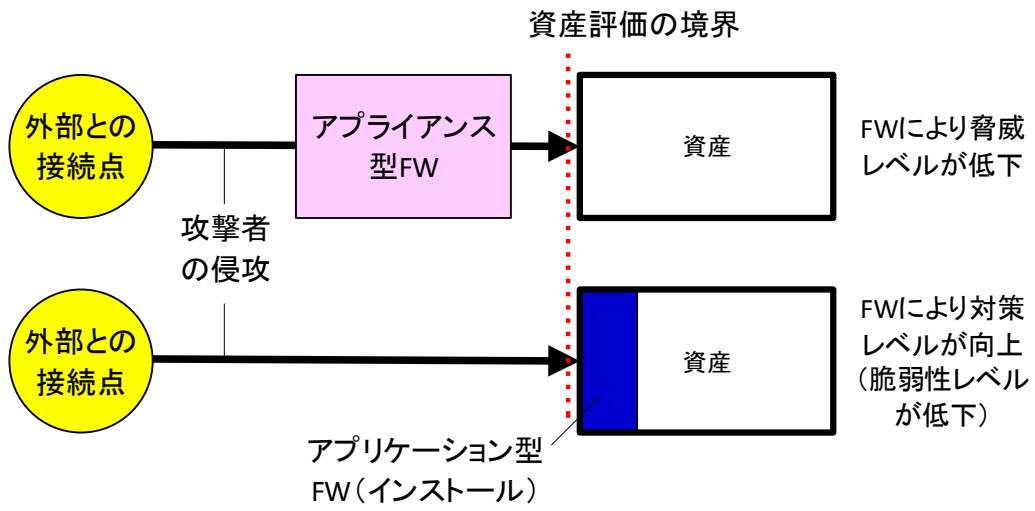 資産評価の境界
外部との
接続点
アプライアンス
型FW
資産
FWにより脅威
レベルが低下
攻撃者
の侵攻
外部との
接続点
資産
FWにより対策
レベルが向上
（脆弱性レベル
が低下）
アプリケーション型
FW（インストール）